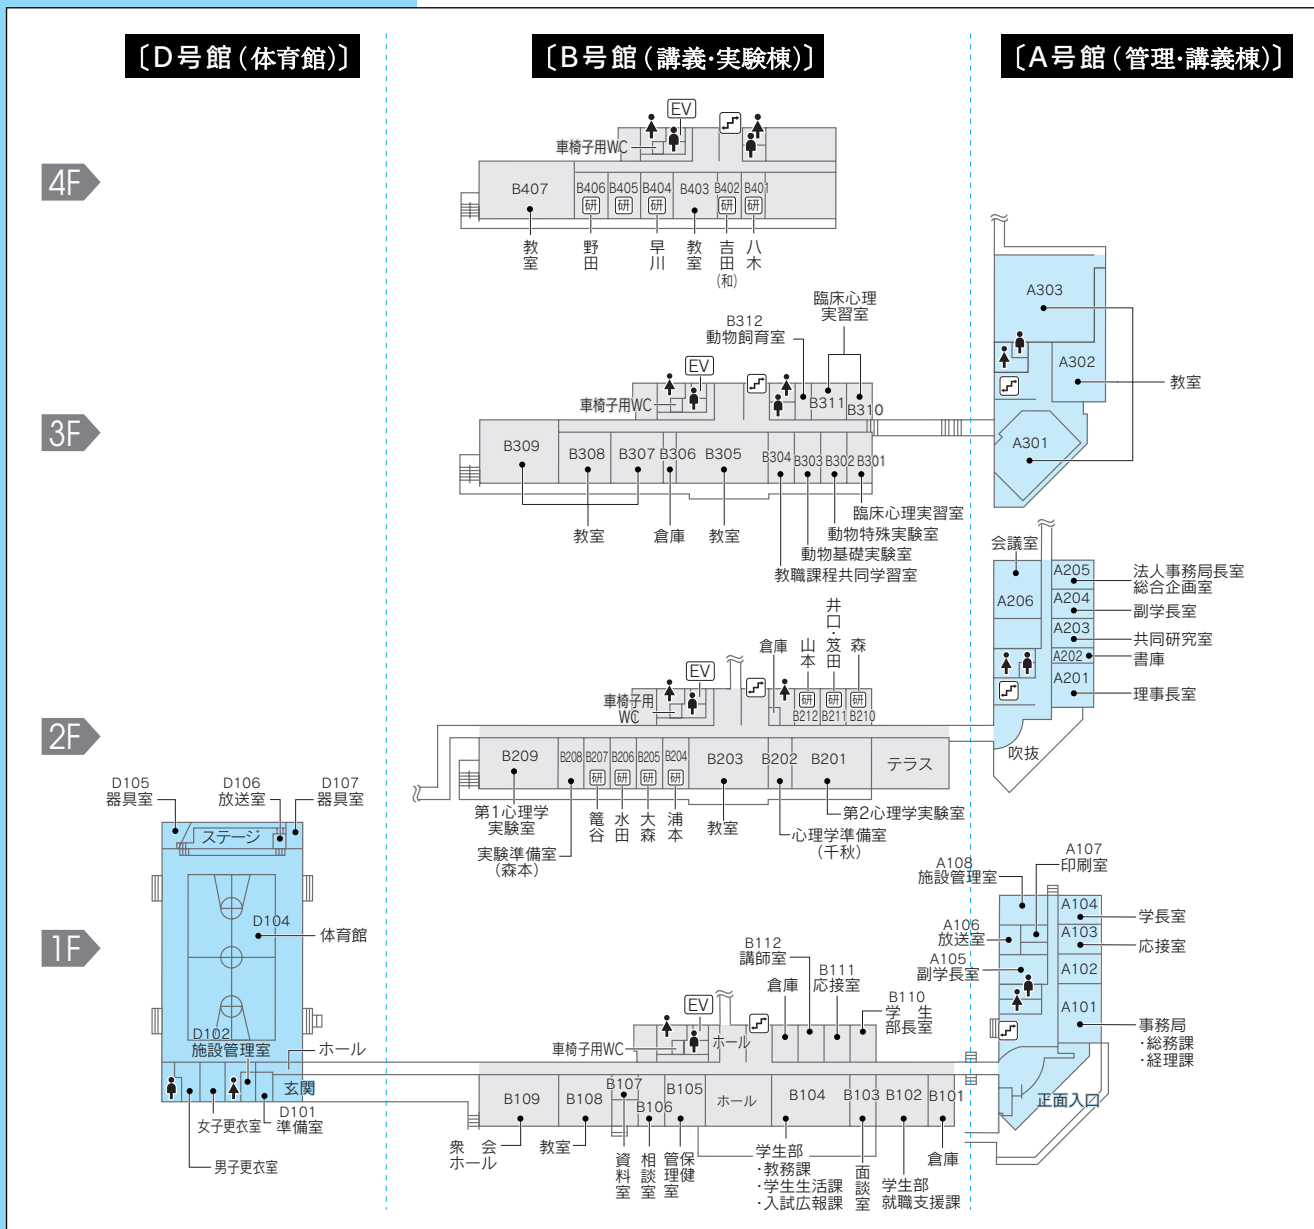 〔D号館(体育館)〕
〔B号館(講義・実験棟)〕
〔A号館(管理・講義棟)〕
4F
EV
車椅子用WC
B407
B406
B405
B404
B403
B402
B401
研
研
研
研
研
教室
野田
早川
教室
吉田(和)
八木
3F
B312
動物飼育室
臨床心理
実習室
EV
車椅子用WC
B311
B310
B309
B308
B307
B306
B305
B304
B303
B302
B301
教室
倉庫
教室
臨床心理実習室
動物特殊実験室
動物基礎実験室
教職課程共同学習室
A303
A302
A301
教室
2F
EV
車椅子用
WC
倉庫
山本
井口・笈田
森
研
研
研
B212
B211
B210
B209
B208
B207
B206
B205
B204
研
研
研
研
B203
B202
B201
テラス
第1心理学
実験室
実験準備室
(森本)
篭谷
水田
大森
浦本
教室
心理学準備室
(千秋)
第2心理学実験室
会議室
A206
A205
法人事務局長室
総合企画室
A204
副学長室
A203
共同研究室
A202
書庫
A201
理事長室
吹抜
1F
D105
器具室
D106
放送室
D107
器具室
ステージ
D104
体育館
D102
施設管理室
ホール
玄関
D101
準備室
女子更衣室
男子更衣室
EV
車椅子用WC
ホール
倉庫
B112
講師室
B111
応接室
B110
学生
部長室
B109
B108
B107
B106
B105
ホール
B104
B103
B102
B101
衆会
ホール
教室
資料室
相談室
保健
管理室
学生部
・教務課
・学生生活課
・入試広報課
面談室
学生部
就職支援課
倉庫
A108
施設管理室
A107
印刷室
A106
放送室
A105
副学長室
A104
学長室
A103
応接室
A102
A101
事務局
・総務課
・経理課
正面入口